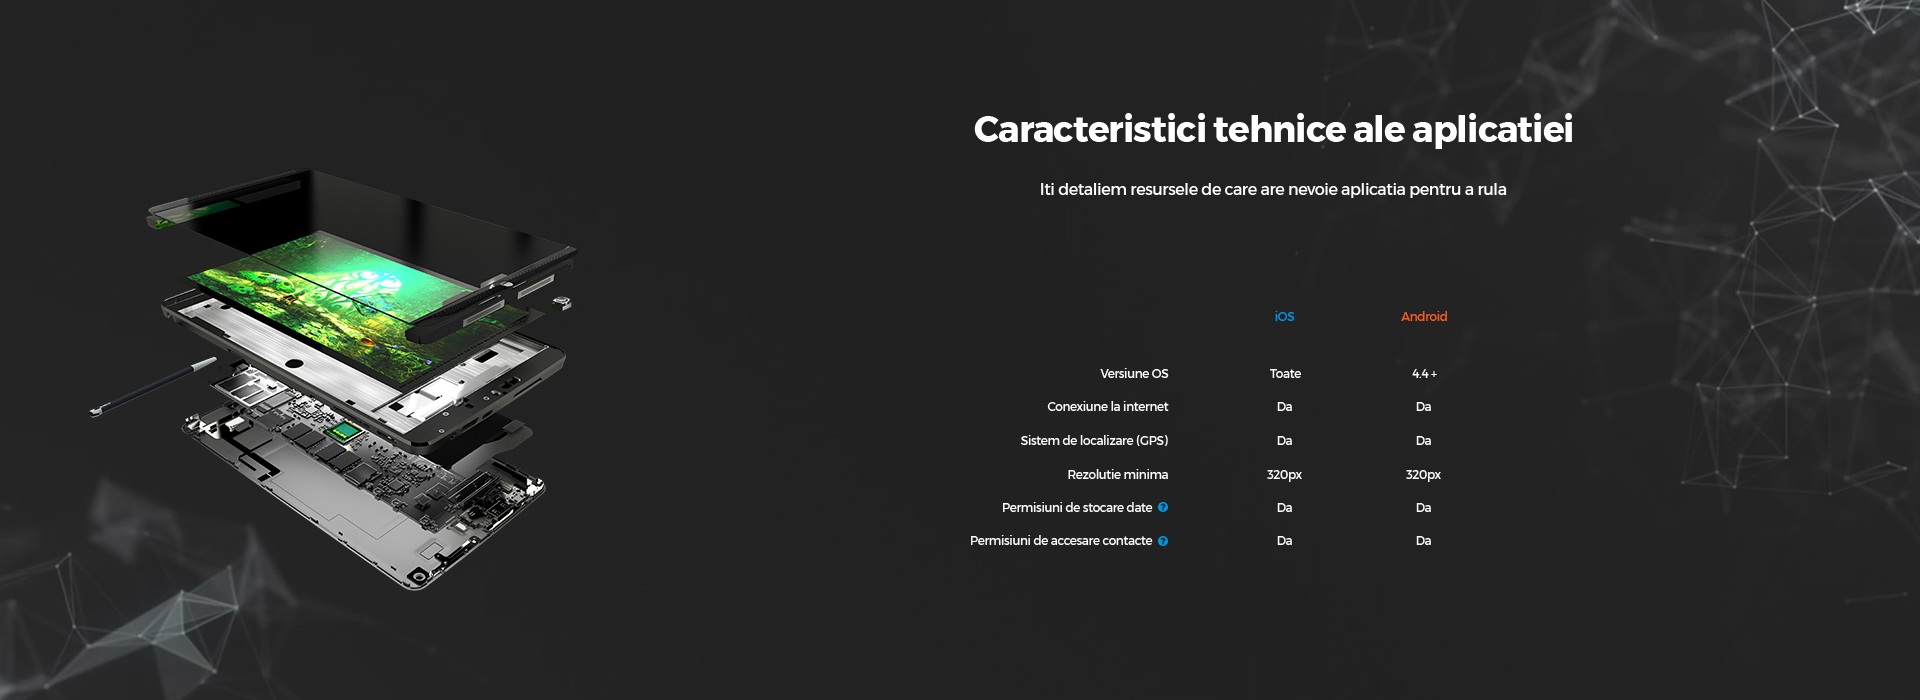 Caracteristici tehnice ale aplicatiei
Iti detaliem resursele de care are nevoie aplicatia pentru a rula
iOS Android
Versiune OS Toate 4.4 +
Conexiune la internet Da Da
Sistem de localizare (GPS) Da Da
Rezolutie minima 320px 320px
Permisiuni de stocare date ? Da Da
Permisiuni de accesare contacte ? Da Da